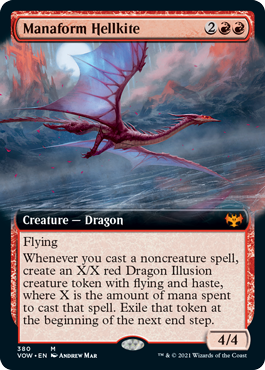 Manaform Hellkite 2
Creature — Dragon
Flying
Whenever you cast a noncreature spell,
create an X/X red Dragon Illusion
creature token with flying and haste,
where X is the amount of mana spent
to cast that spell. Exile that token at
the beginning of the next end step.
4/4
380 M
VOW • EN ANDREW MAR
™ & © 2021 Wizards of the Coast